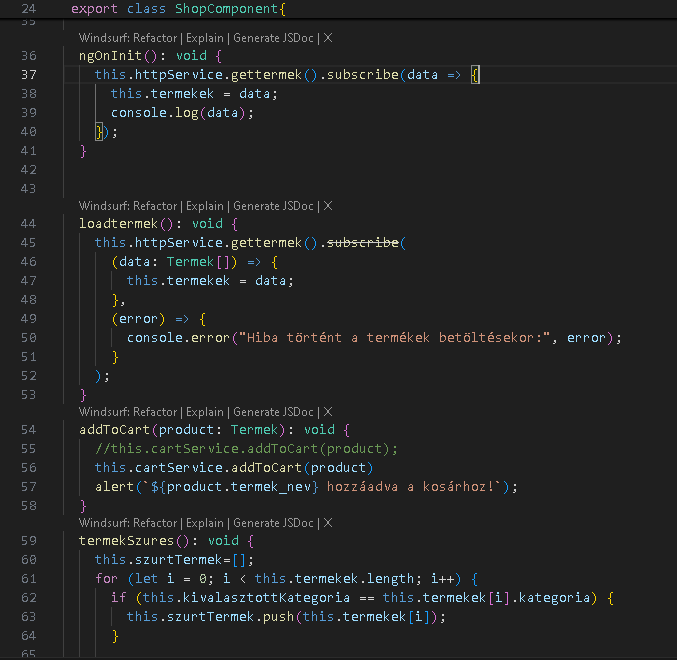 24 export class ShopComponent{
35
Windsurf: Refactor | Explain | Generate JSDoc | X
36 ngOnInit(): void {
37 this.httpService.gettermek().subscribe(data => {
38 this.termekek = data;
39 console.log(data);
40 });
41 }
42
43
Windsurf: Refactor | Explain | Generate JSDoc | X
44 loadtermek(): void {
45 this.httpService.gettermek().subscribe(
46 (data: Termek[]) => {
47 this.termekek = data;
48 },
49 (error) => {
50 console.error("Hiba történt a termékek betöltésekor:", error);
51 }
52 );
53 }
Windsurf: Refactor | Explain | Generate JSDoc | X
54 addToCart(product: Termek): void {
55 //this.cartService.addToCart(product);
56 this.cartService.addToCart(product)
57 alert(`${product.termek_nev} hozzáadva a kosárhoz!`);
58 }
Windsurf: Refactor | Explain | Generate JSDoc | X
59 termekSzures(): void {
60 this.szurtTermek=[];
61 for (let i = 0; i < this.termekek.length; i++) {
62 if (this.kivalasztottKategoria == this.termekek[i].kategoria) {
63 this.szurtTermek.push(this.termekek[i]);
64 }
65